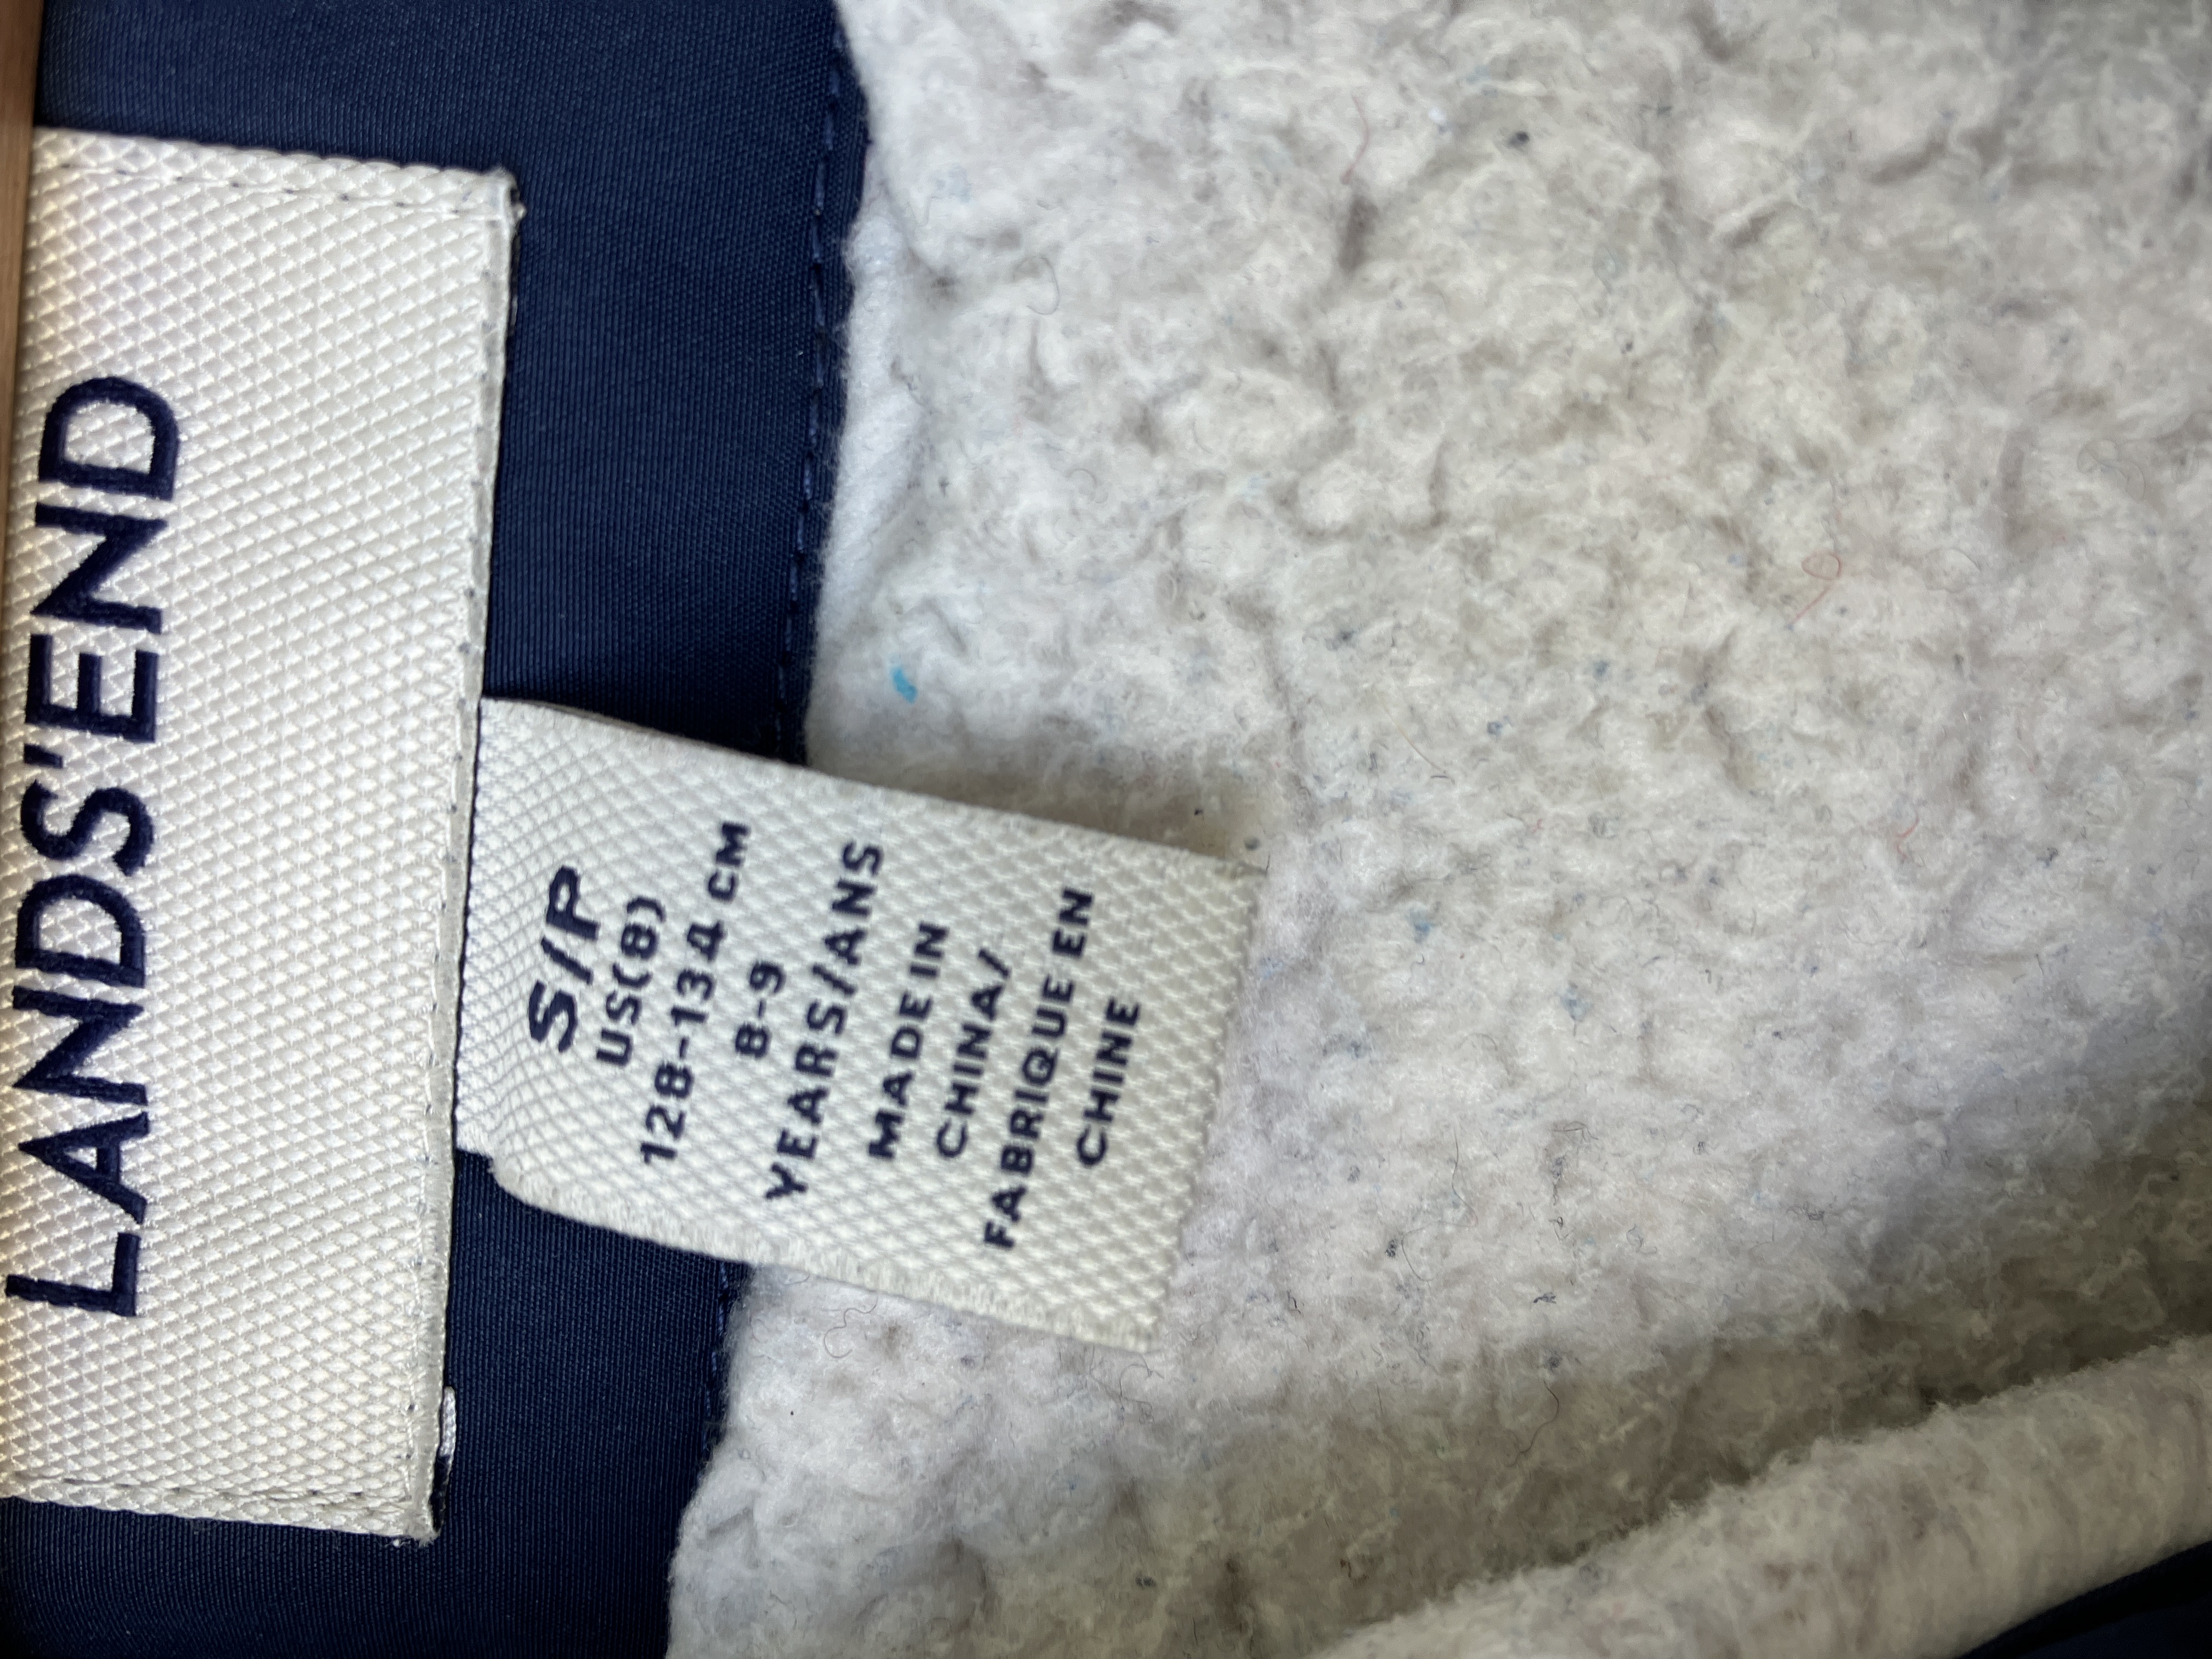 LANDS'END
S/P
US(8)
128-134 CM
8-9
YEARS/ANS
MADE IN
CHINA/
FABRIQUE EN
CHINE